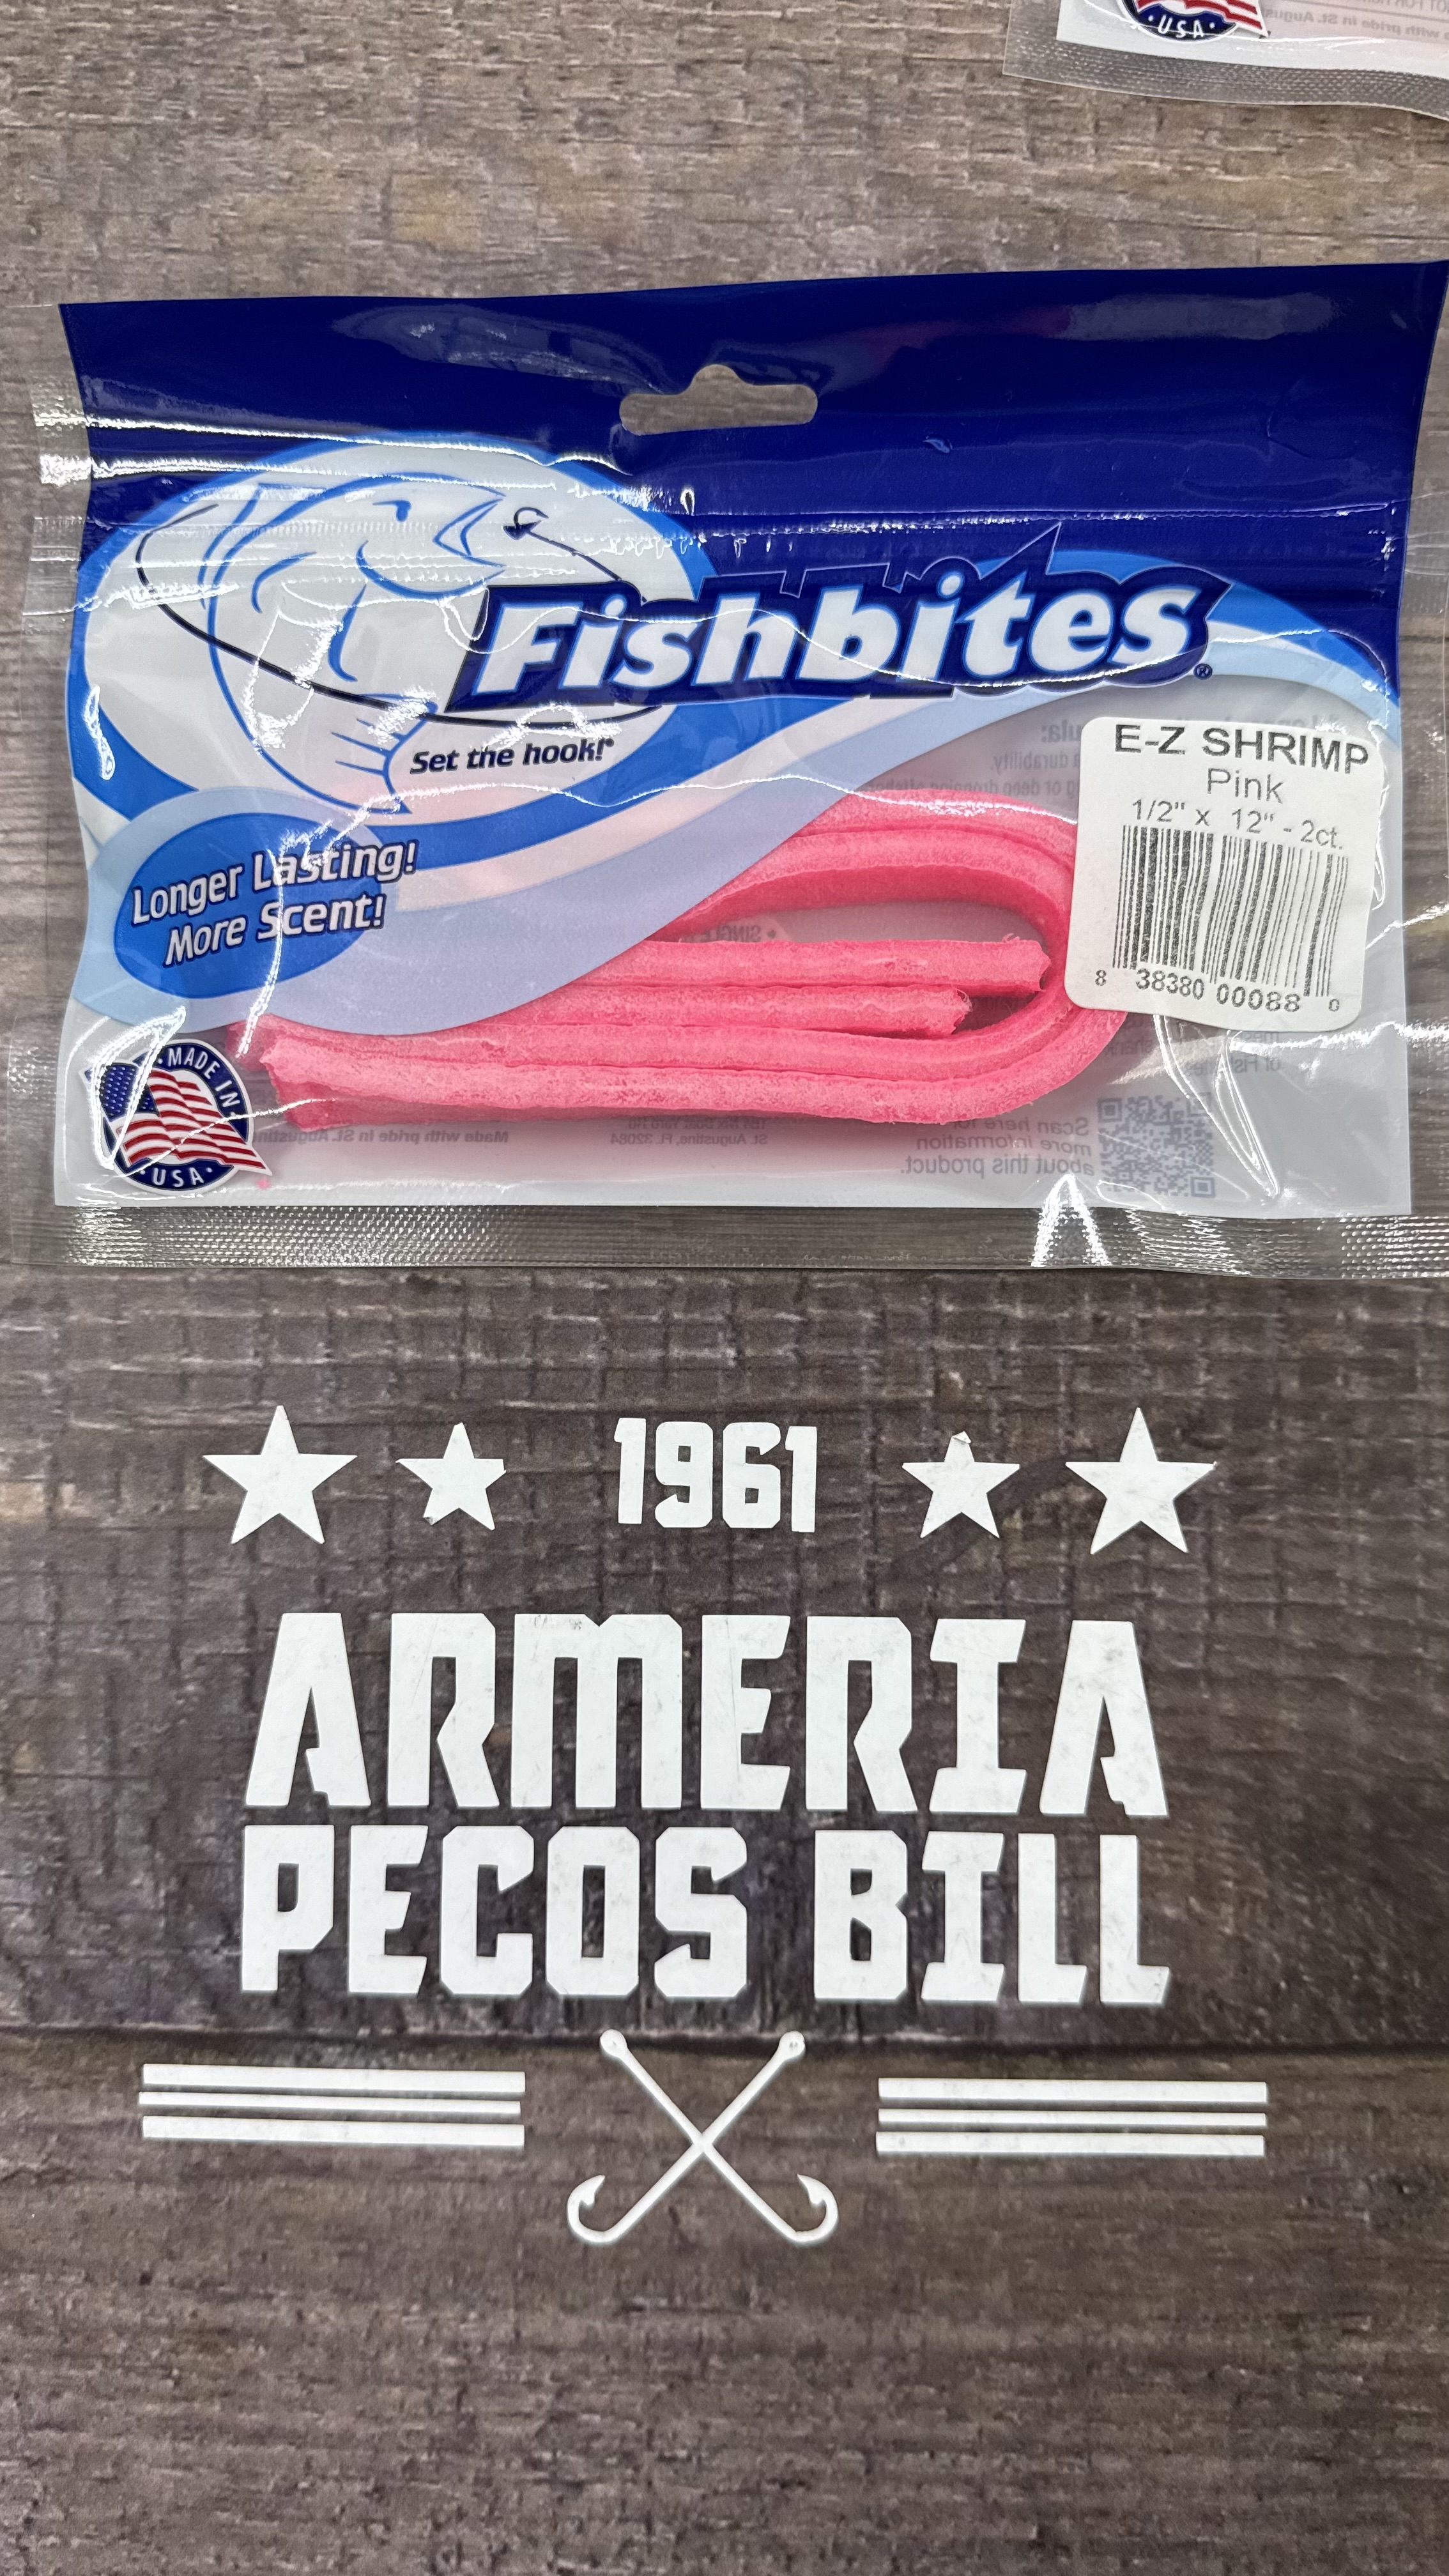 USA
Fishbites®
Set the hook!®
E-Z SHRIMP
Pink
1/2" x 12" - 2ct.
8 38380 00088 0
Longer Lasting!
More Scent!
MADE IN
USA
Made with pride in St. Augustine
St. Augustine, FL 32084
Scan here for
more information
about this product.
1961
ARMERIA
PECOS BILL